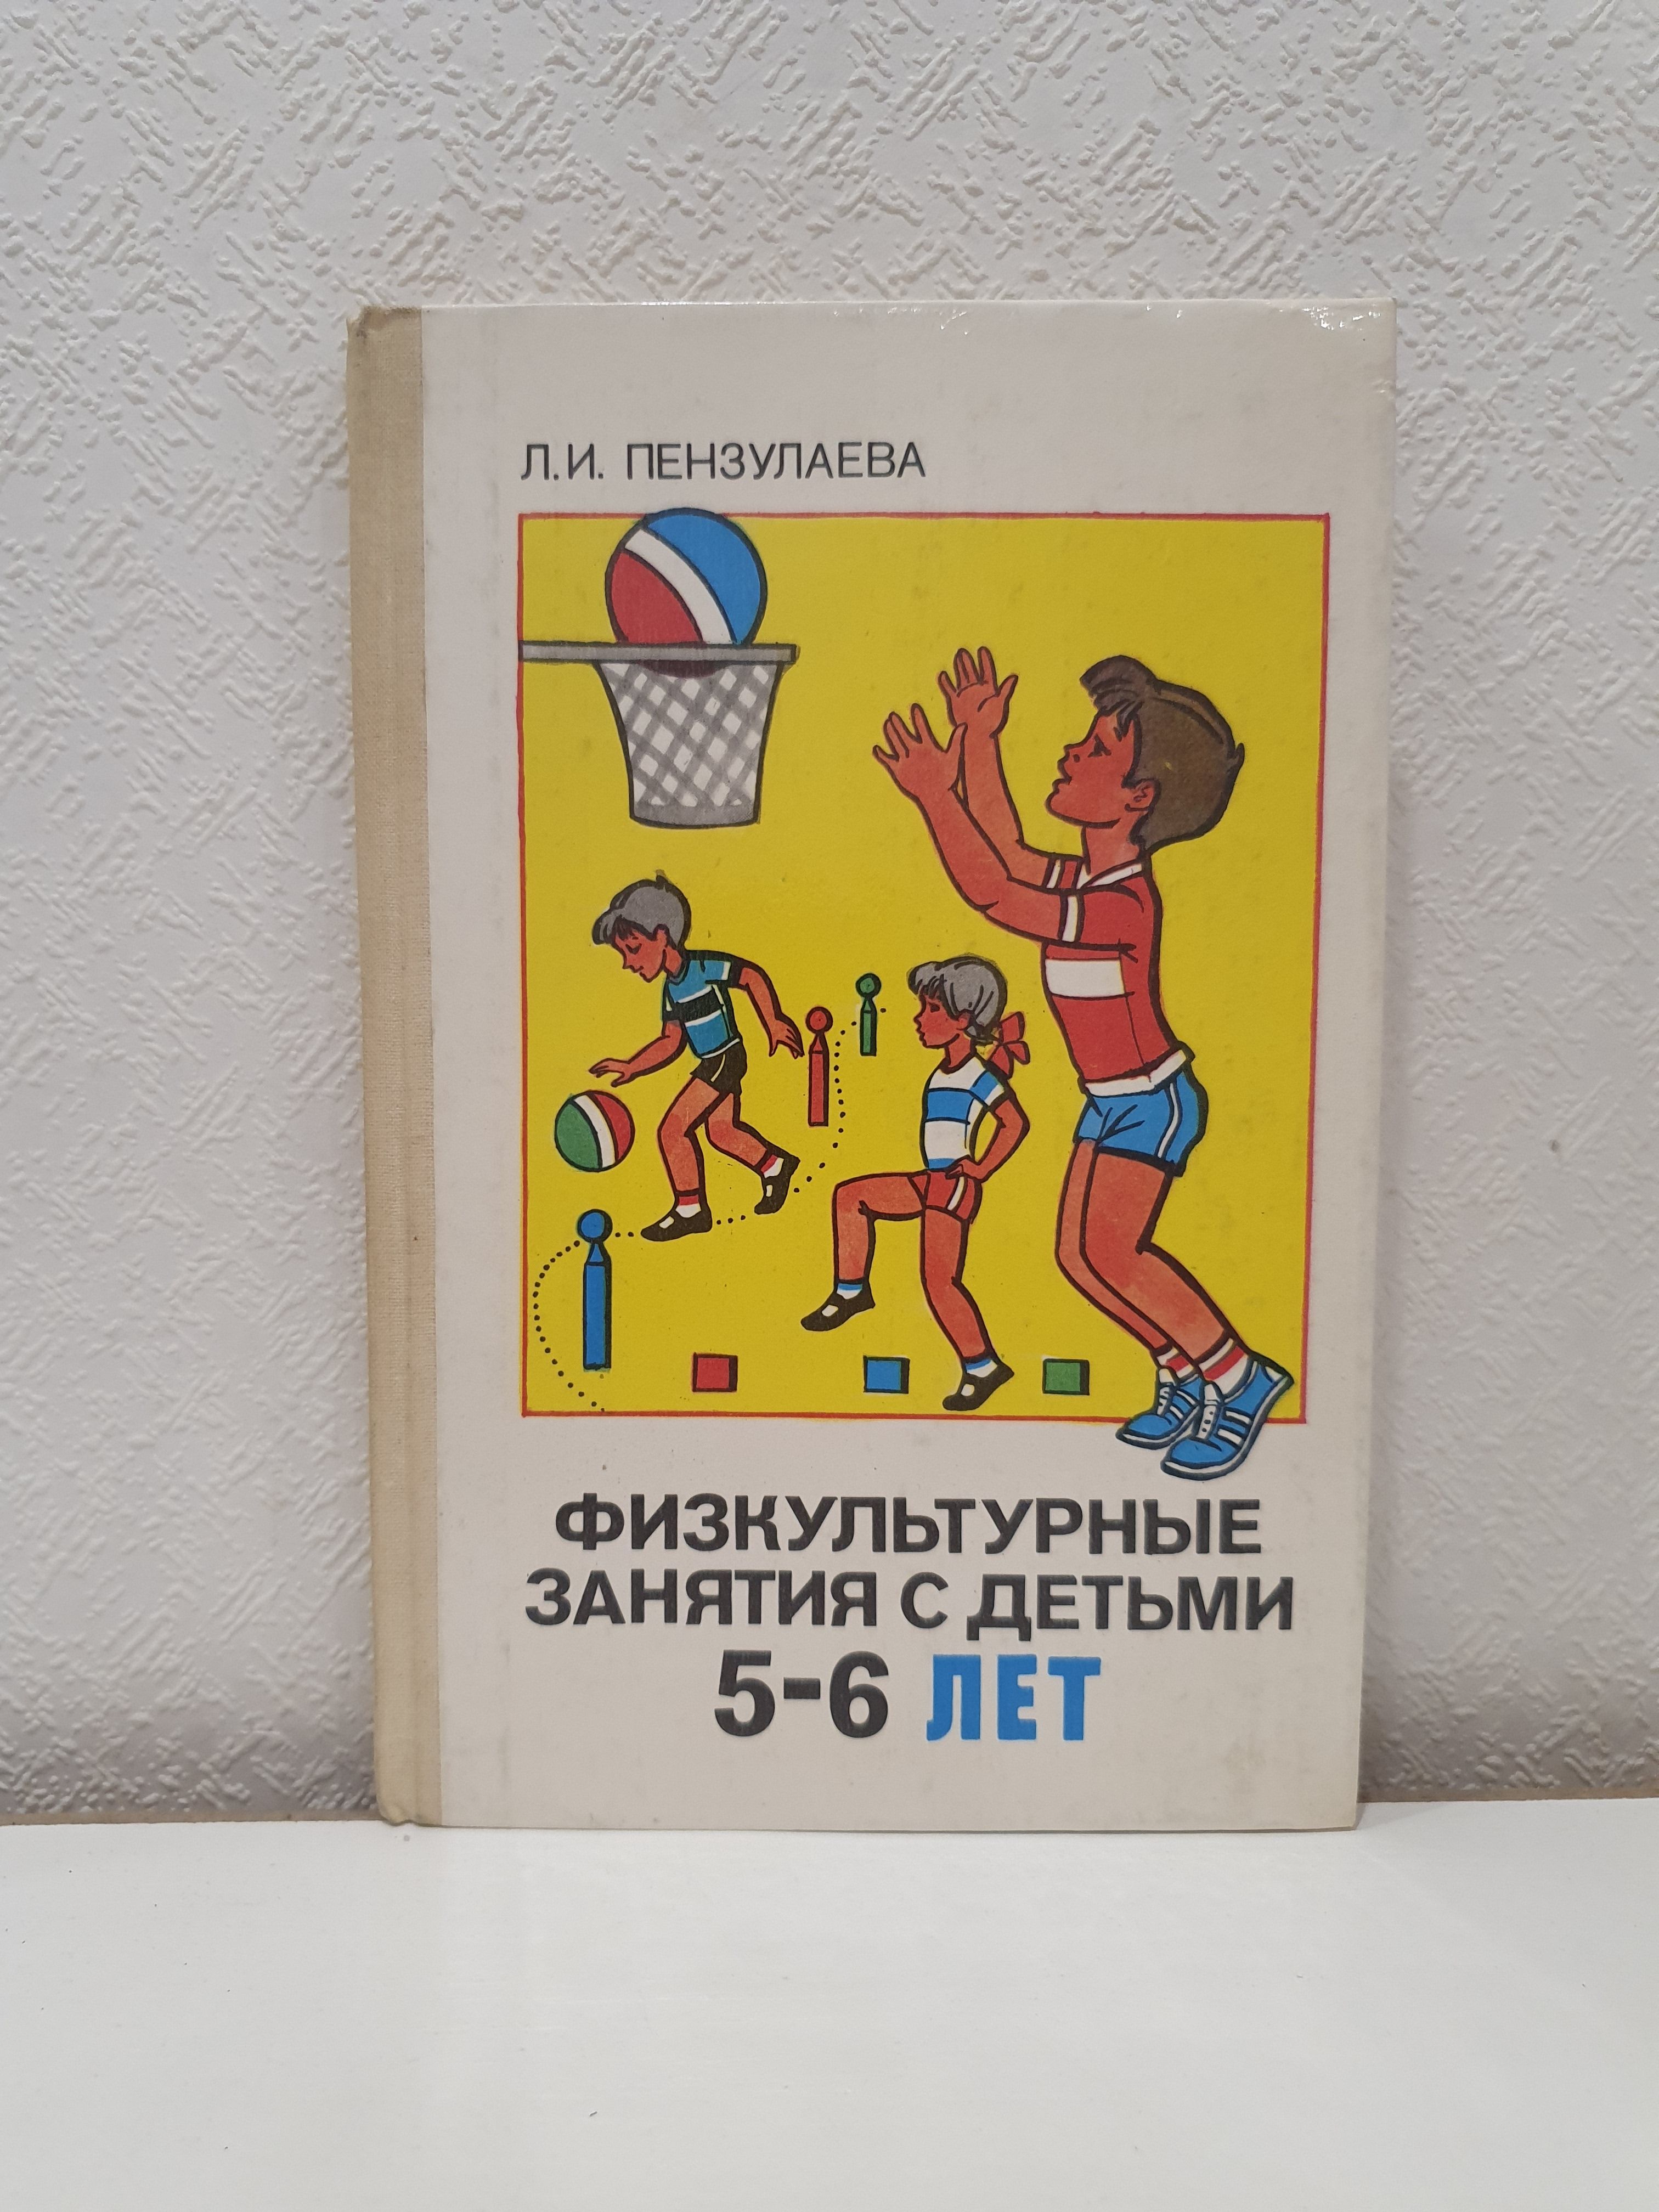 Л.И. ПЕНЗУЛАЕВА
ФИЗКУЛЬТУРНЫЕ
ЗАНЯТИЯ С ДЕТЬМИ
5-6 ЛЕТ